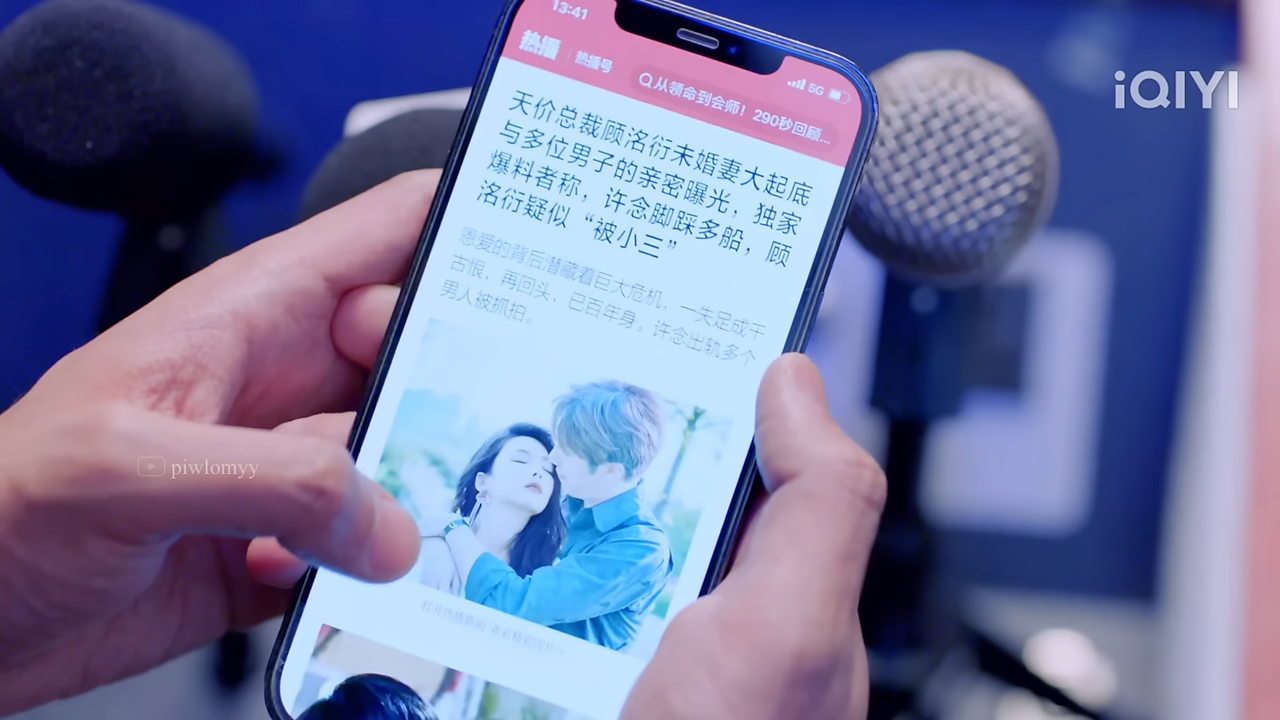 13:41
5G
iQIYI
热播
热播号
从领命到会师！290秒回顾...
天价总裁顾洺衍未婚妻大起底
与多位男子的亲密曝光，独家
爆料者称，许念脚踩多船，顾
洺衍疑似“被小三”
恩爱的背后潜藏着巨大危机，一失足成千
古恨，再回头，已百年身。许念出轨多个
男人被抓拍。
piwlomyy